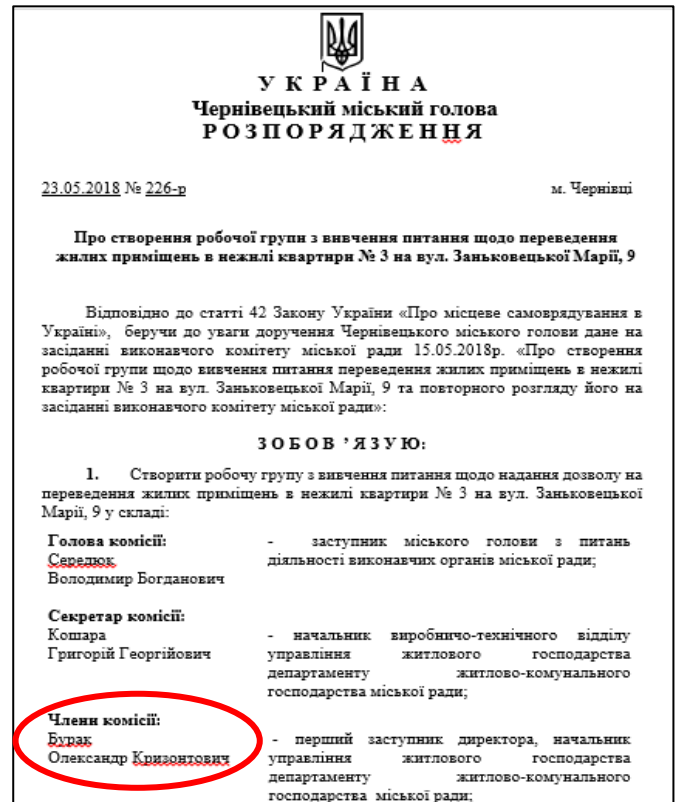 УКРАЇНА
Чернівецький міський голова
РОЗПОРЯДЖЕННЯ
23.05.2018 № 226-р м. Чернівці
Про створення робочої групи з вивчення питання щодо переведення
жилих приміщень в нежилі квартири № 3 на вул. Заньковецької Марії, 9
Відповідно до статті 42 Закону України «Про місцеве самоврядування в
Україні», беручи до уваги доручення Чернівецького міського голови дане на
засіданні виконавчого комітету міської ради 15.05.2018р. «Про створення
робочої групи щодо вивчення питання переведення жилих приміщень в нежилі
квартири № 3 на вул. Заньковецької Марії, 9 та повторного розгляду його на
засіданні виконавчого комітету міської ради»:
ЗОБОВ’ЯЗУЮ:
1. Створити робочу групу з вивчення питання щодо надання дозволу на
переведення жилих приміщень в нежилі квартири № 3 на вул. Заньковецької
Марії, 9 у складі:
Голова комісії:
Середюк
Володимир Богданович
- заступник міського голови з питань
діяльності виконавчих органів міської ради;
Секретар комісії:
Кошара
Григорій Георгійович
- начальник виробничо-технічного відділу
управління житлового господарства
департаменту житлово-комунального
господарства міської ради;
Члени комісії:
Бурак
Олександр Кризонтович
- перший заступник директора, начальник
управління житлового господарства
департаменту житлово-комунального
господарства міської ради;